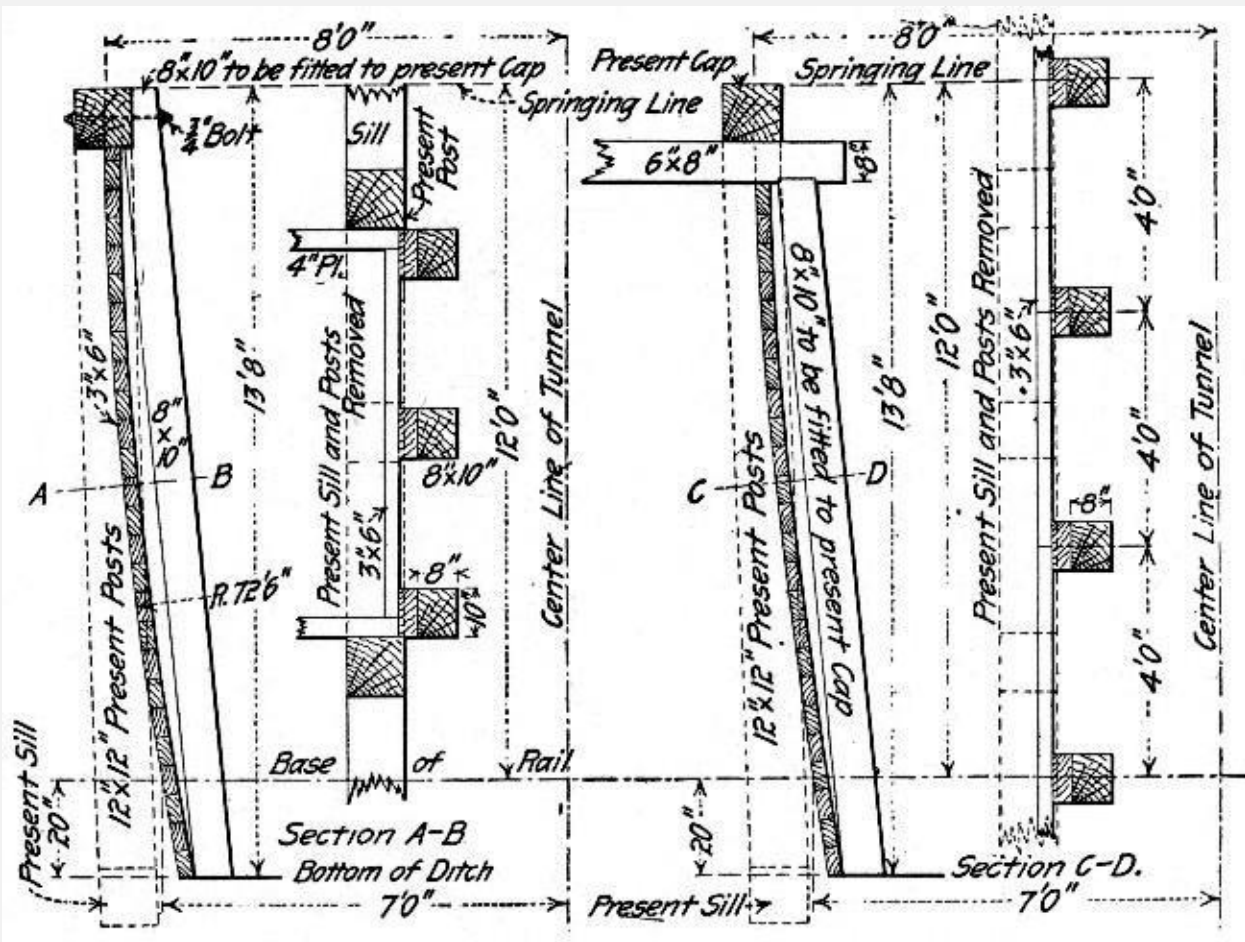 8'0"
8"x10" to be fitted to present Cap
Springing Line
3/4" Bolt
Sill
Present Post
4" Pl.
3"x6"
8"
x
10"
A
B
13'8"
Present Sill and Posts
Removed
3"x6"
8"x10"
8"
10"
12'0"
Center Line of Tunnel
12"x12" Present Posts
R. 72'6"
Present Sill
20"
Base of Rail
Section A-B
Bottom of Ditch
7'0"
8'0"
Present Cap
Springing Line
6"x8"
8"
8"x10" to be fitted to present Cap
C
D
12"x12" Present Posts
13'8"
12'0"
Present Sill and Posts Removed
3"x6"
4'0"
4'0"
8"
4'0"
Center Line of Tunnel
20"
Section C-D.
Present Sill
7'0"